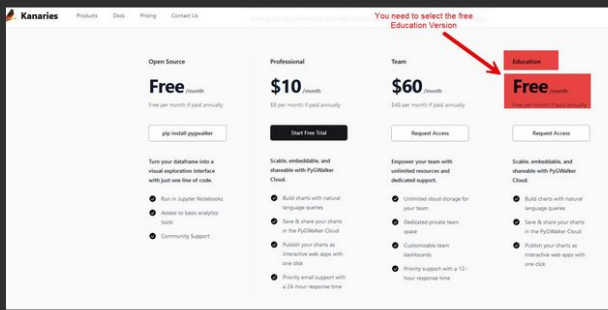 Kanaries Products Docs Pricing Contact Us
You need to select the free
Education Version
Open Source
Free /month
Free per month if paid annually
pip install pygwalker
Turn your dataframe into a
visual exploration interface
with just one line of code.
Run in Jupyter Notebooks
Access to basic analytics
tools
Community Support
Professional
$10 /month
$8 per month if paid annually
Start Free Trial
Scalable, embeddable, and
shareable with PyGWalker
Cloud.
Build charts with natural
language queries
Save & share your charts
in the PyGWalker Cloud
Publish your charts as
interactive web apps with
one click
Priority email support with
a 24-hour response time
Team
$60 /month
$48 per month if paid annually
Request Access
Empower your team with
unlimited resources and
dedicated support.
Unlimited cloud storage for
your team
Dedicated private team
space
Customizable team
dashboards
Priority support with a 12-
hour response time
Education
Free /month
Free per month if paid annually
Request Access
Scalable, embeddable, and
shareable with PyGWalker
Cloud.
Build charts with natural
language queries
Save & share your charts
in the PyGWalker Cloud
Publish your charts as
interactive web apps with
one click